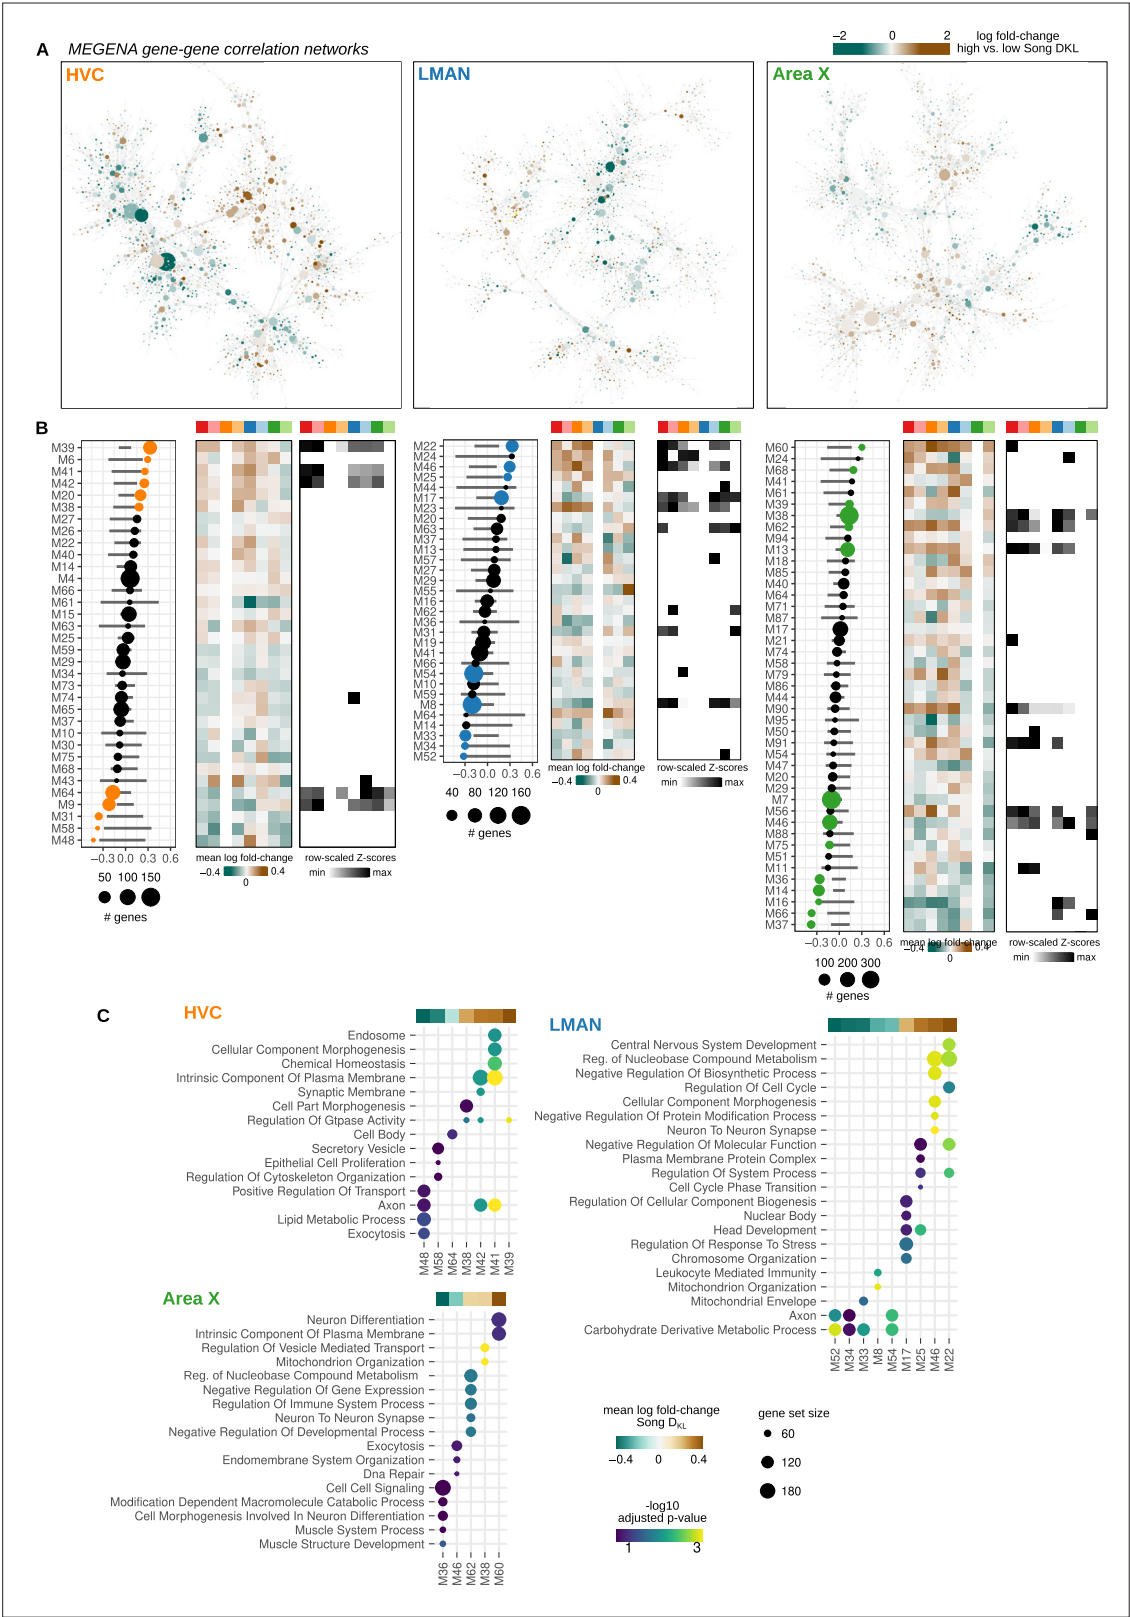 A MEGENA gene-gene correlation networks
−2 0 2 log fold-change
high vs. low Song DKL
HVC
LMAN
Area X
B
M39
M6
M41
M42
M20
M38
M27
M26
M22
M40
M14
M4
M66
M61
M15
M63
M25
M59
M29
M34
M73
M74
M65
M37
M10
M30
M75
M68
M43
M64
M9
M31
M58
M48
−0.3 0.0 0.3 0.6
50 100 150
# genes
mean log fold-change
−0.4 0.4
0
row-scaled Z-scores
min max
M22
M24
M46
M25
M44
M17
M23
M20
M63
M37
M13
M57
M27
M29
M55
M16
M62
M36
M31
M19
M41
M66
M54
M10
M59
M8
M64
M14
M33
M34
M52
−0.3 0.0 0.3 0.6
40 80 120 160
# genes
mean log fold-change
−0.4 0.4
0
row-scaled Z-scores
min max
M60
M24
M68
M41
M61
M39
M38
M62
M94
M13
M18
M85
M40
M64
M71
M87
M17
M21
M74
M58
M79
M86
M44
M90
M95
M50
M91
M54
M47
M20
M29
M7
M56
M46
M88
M75
M51
M11
M36
M14
M16
M66
M37
−0.3 0.0 0.3 0.6
100 200 300
# genes
mean log fold-change
−0.4 0.4
0
row-scaled Z-scores
min max
C
HVC
Endosome
Cellular Component Morphogenesis
Chemical Homeostasis
Intrinsic Component Of Plasma Membrane
Synaptic Membrane
Cell Part Morphogenesis
Regulation Of Gtpase Activity
Cell Body
Secretory Vesicle
Epithelial Cell Proliferation
Regulation Of Cytoskeleton Organization
Positive Regulation Of Transport
Axon
Lipid Metabolic Process
Exocytosis
M48 M58 M64 M38 M42 M41 M39
LMAN
Central Nervous System Development
Reg. of Nucleobase Compound Metabolism
Negative Regulation Of Biosynthetic Process
Regulation Of Cell Cycle
Cellular Component Morphogenesis
Negative Regulation Of Protein Modification Process
Neuron To Neuron Synapse
Negative Regulation Of Molecular Function
Plasma Membrane Protein Complex
Regulation Of System Process
Cell Cycle Phase Transition
Regulation Of Cellular Component Biogenesis
Nuclear Body
Head Development
Regulation Of Response To Stress
Chromosome Organization
Leukocyte Mediated Immunity
Mitochondrion Organization
Mitochondrial Envelope
Axon
Carbohydrate Derivative Metabolic Process
M52 M34 M33 M8 M54 M17 M25 M46 M22
Area X
Neuron Differentiation
Intrinsic Component Of Plasma Membrane
Regulation Of Vesicle Mediated Transport
Mitochondrion Organization
Reg. of Nucleobase Compound Metabolism
Negative Regulation Of Gene Expression
Regulation Of Immune System Process
Neuron To Neuron Synapse
Negative Regulation Of Developmental Process
Exocytosis
Endomembrane System Organization
Dna Repair
Cell Cell Signaling
Modification Dependent Macromolecule Catabolic Process
Cell Morphogenesis Involved In Neuron Differentiation
Muscle System Process
Muscle Structure Development
M36 M46 M62 M38 M60
mean log fold-change
Song DKL
−0.4 0 0.4
gene set size
60
120
180
-log10
adjusted p-value
1 3